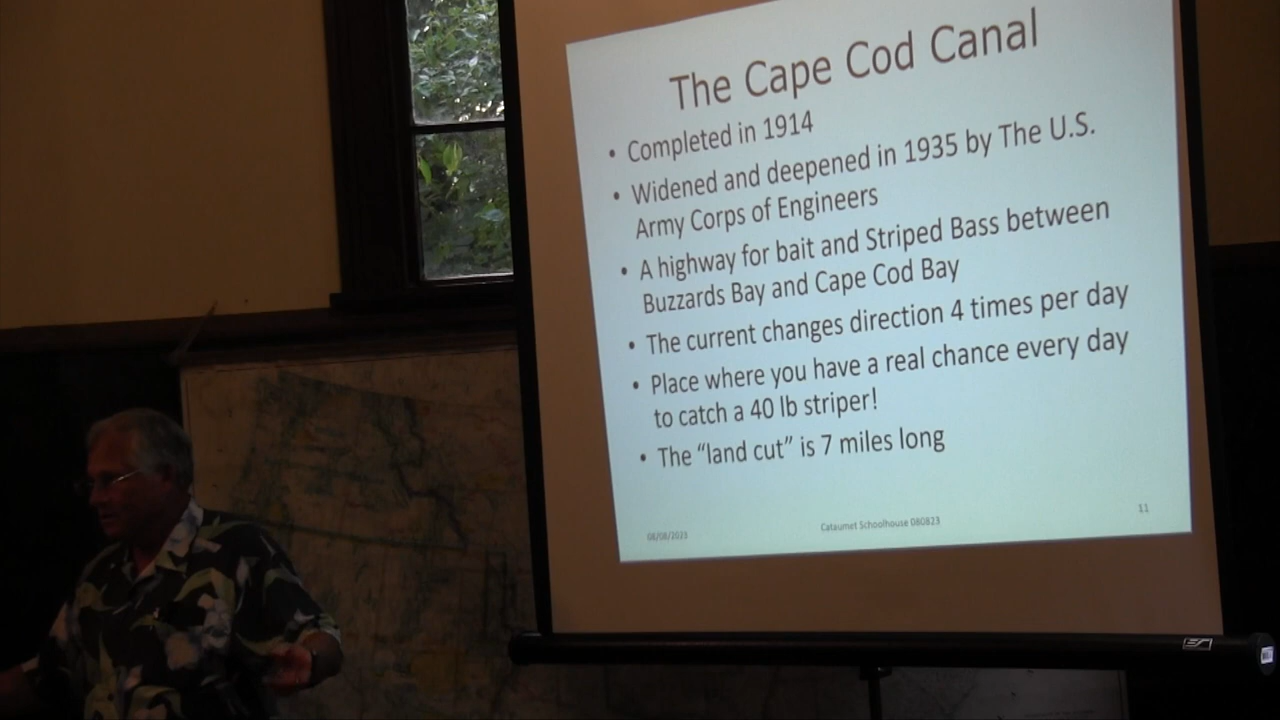 The Cape Cod Canal
• Completed in 1914
• Widened and deepened in 1935 by The U.S.
Army Corps of Engineers
• A highway for bait and Striped Bass between
Buzzards Bay and Cape Cod Bay
• The current changes direction 4 times per day
• Place where you have a real chance every day
to catch a 40 lb striper!
• The “land cut” is 7 miles long
08/08/2023
Cataumet Schoolhouse 080823
11